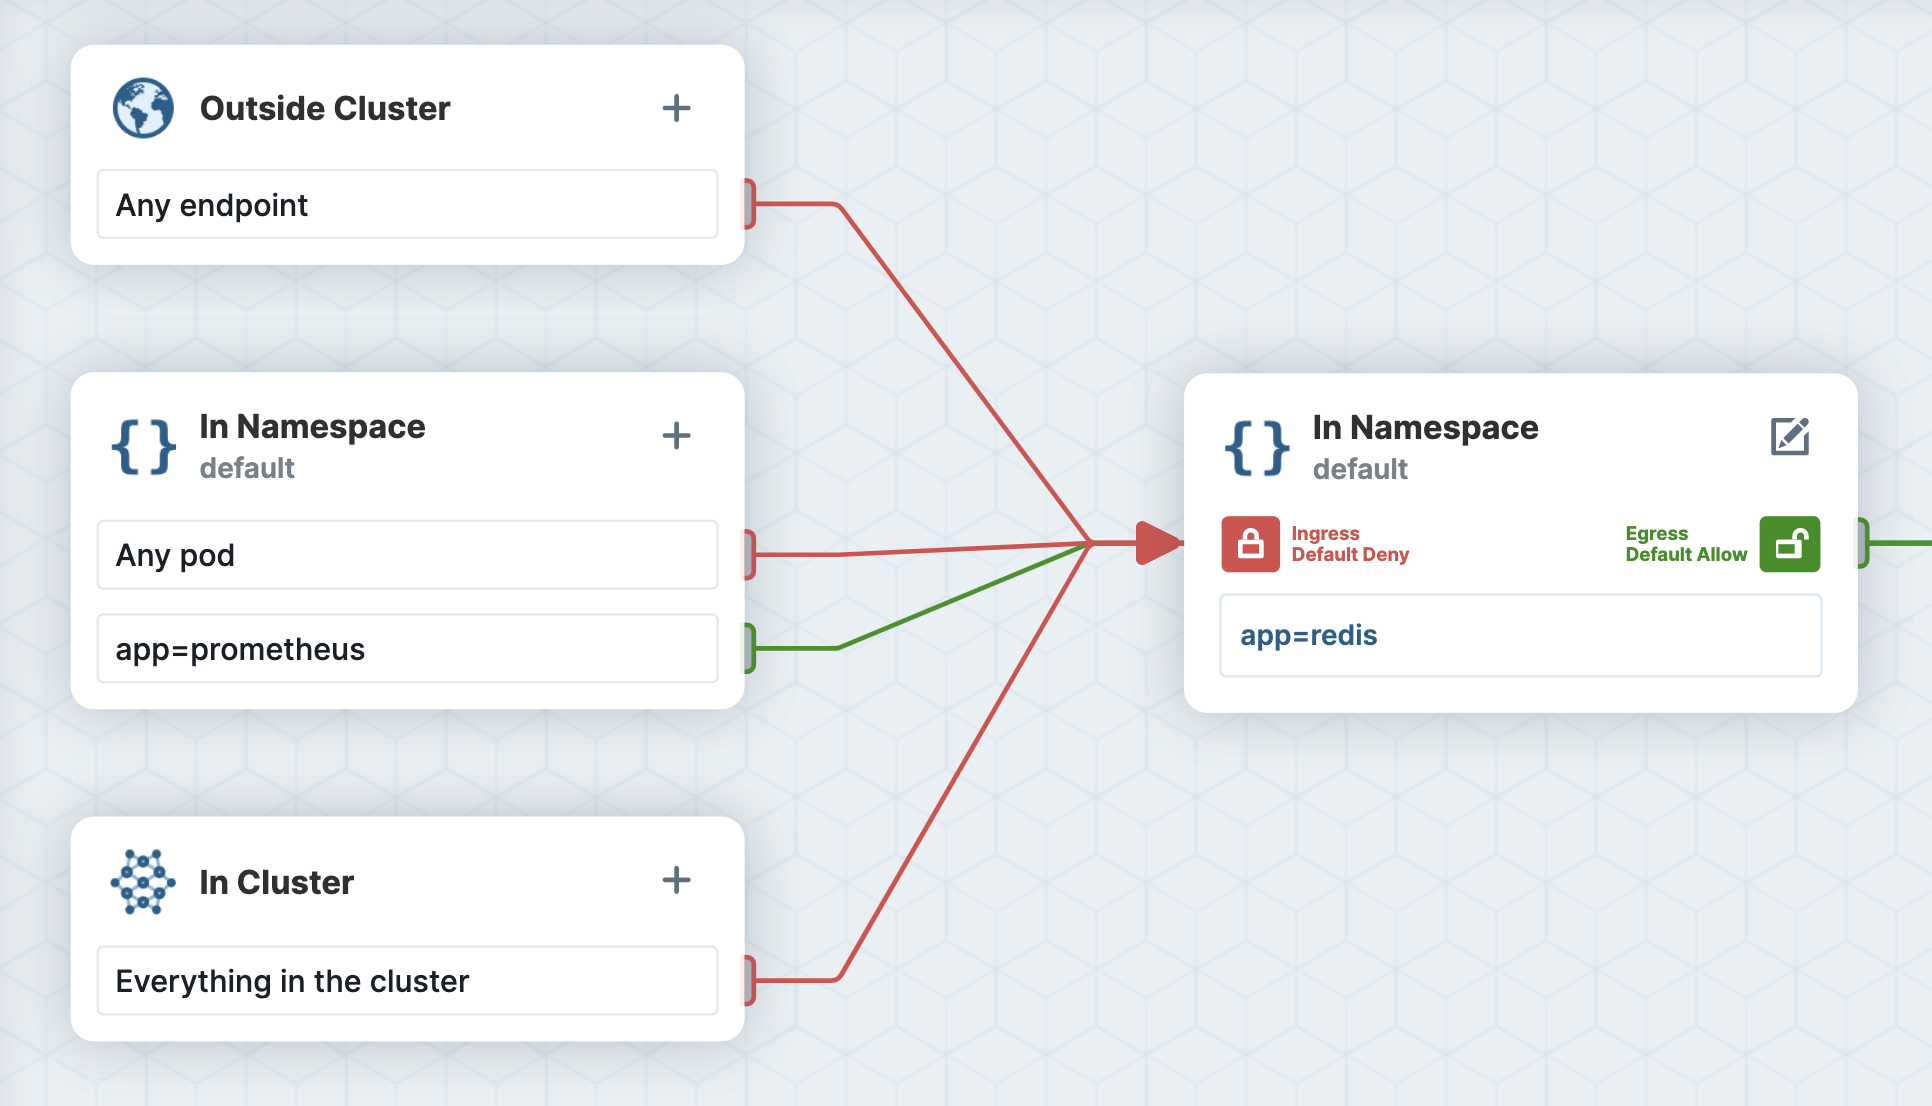 Outside Cluster
Any endpoint
In Namespace
default
Any pod
app=prometheus
In Cluster
Everything in the cluster
In Namespace
default
Ingress
Default Deny
Egress
Default Allow
app=redis